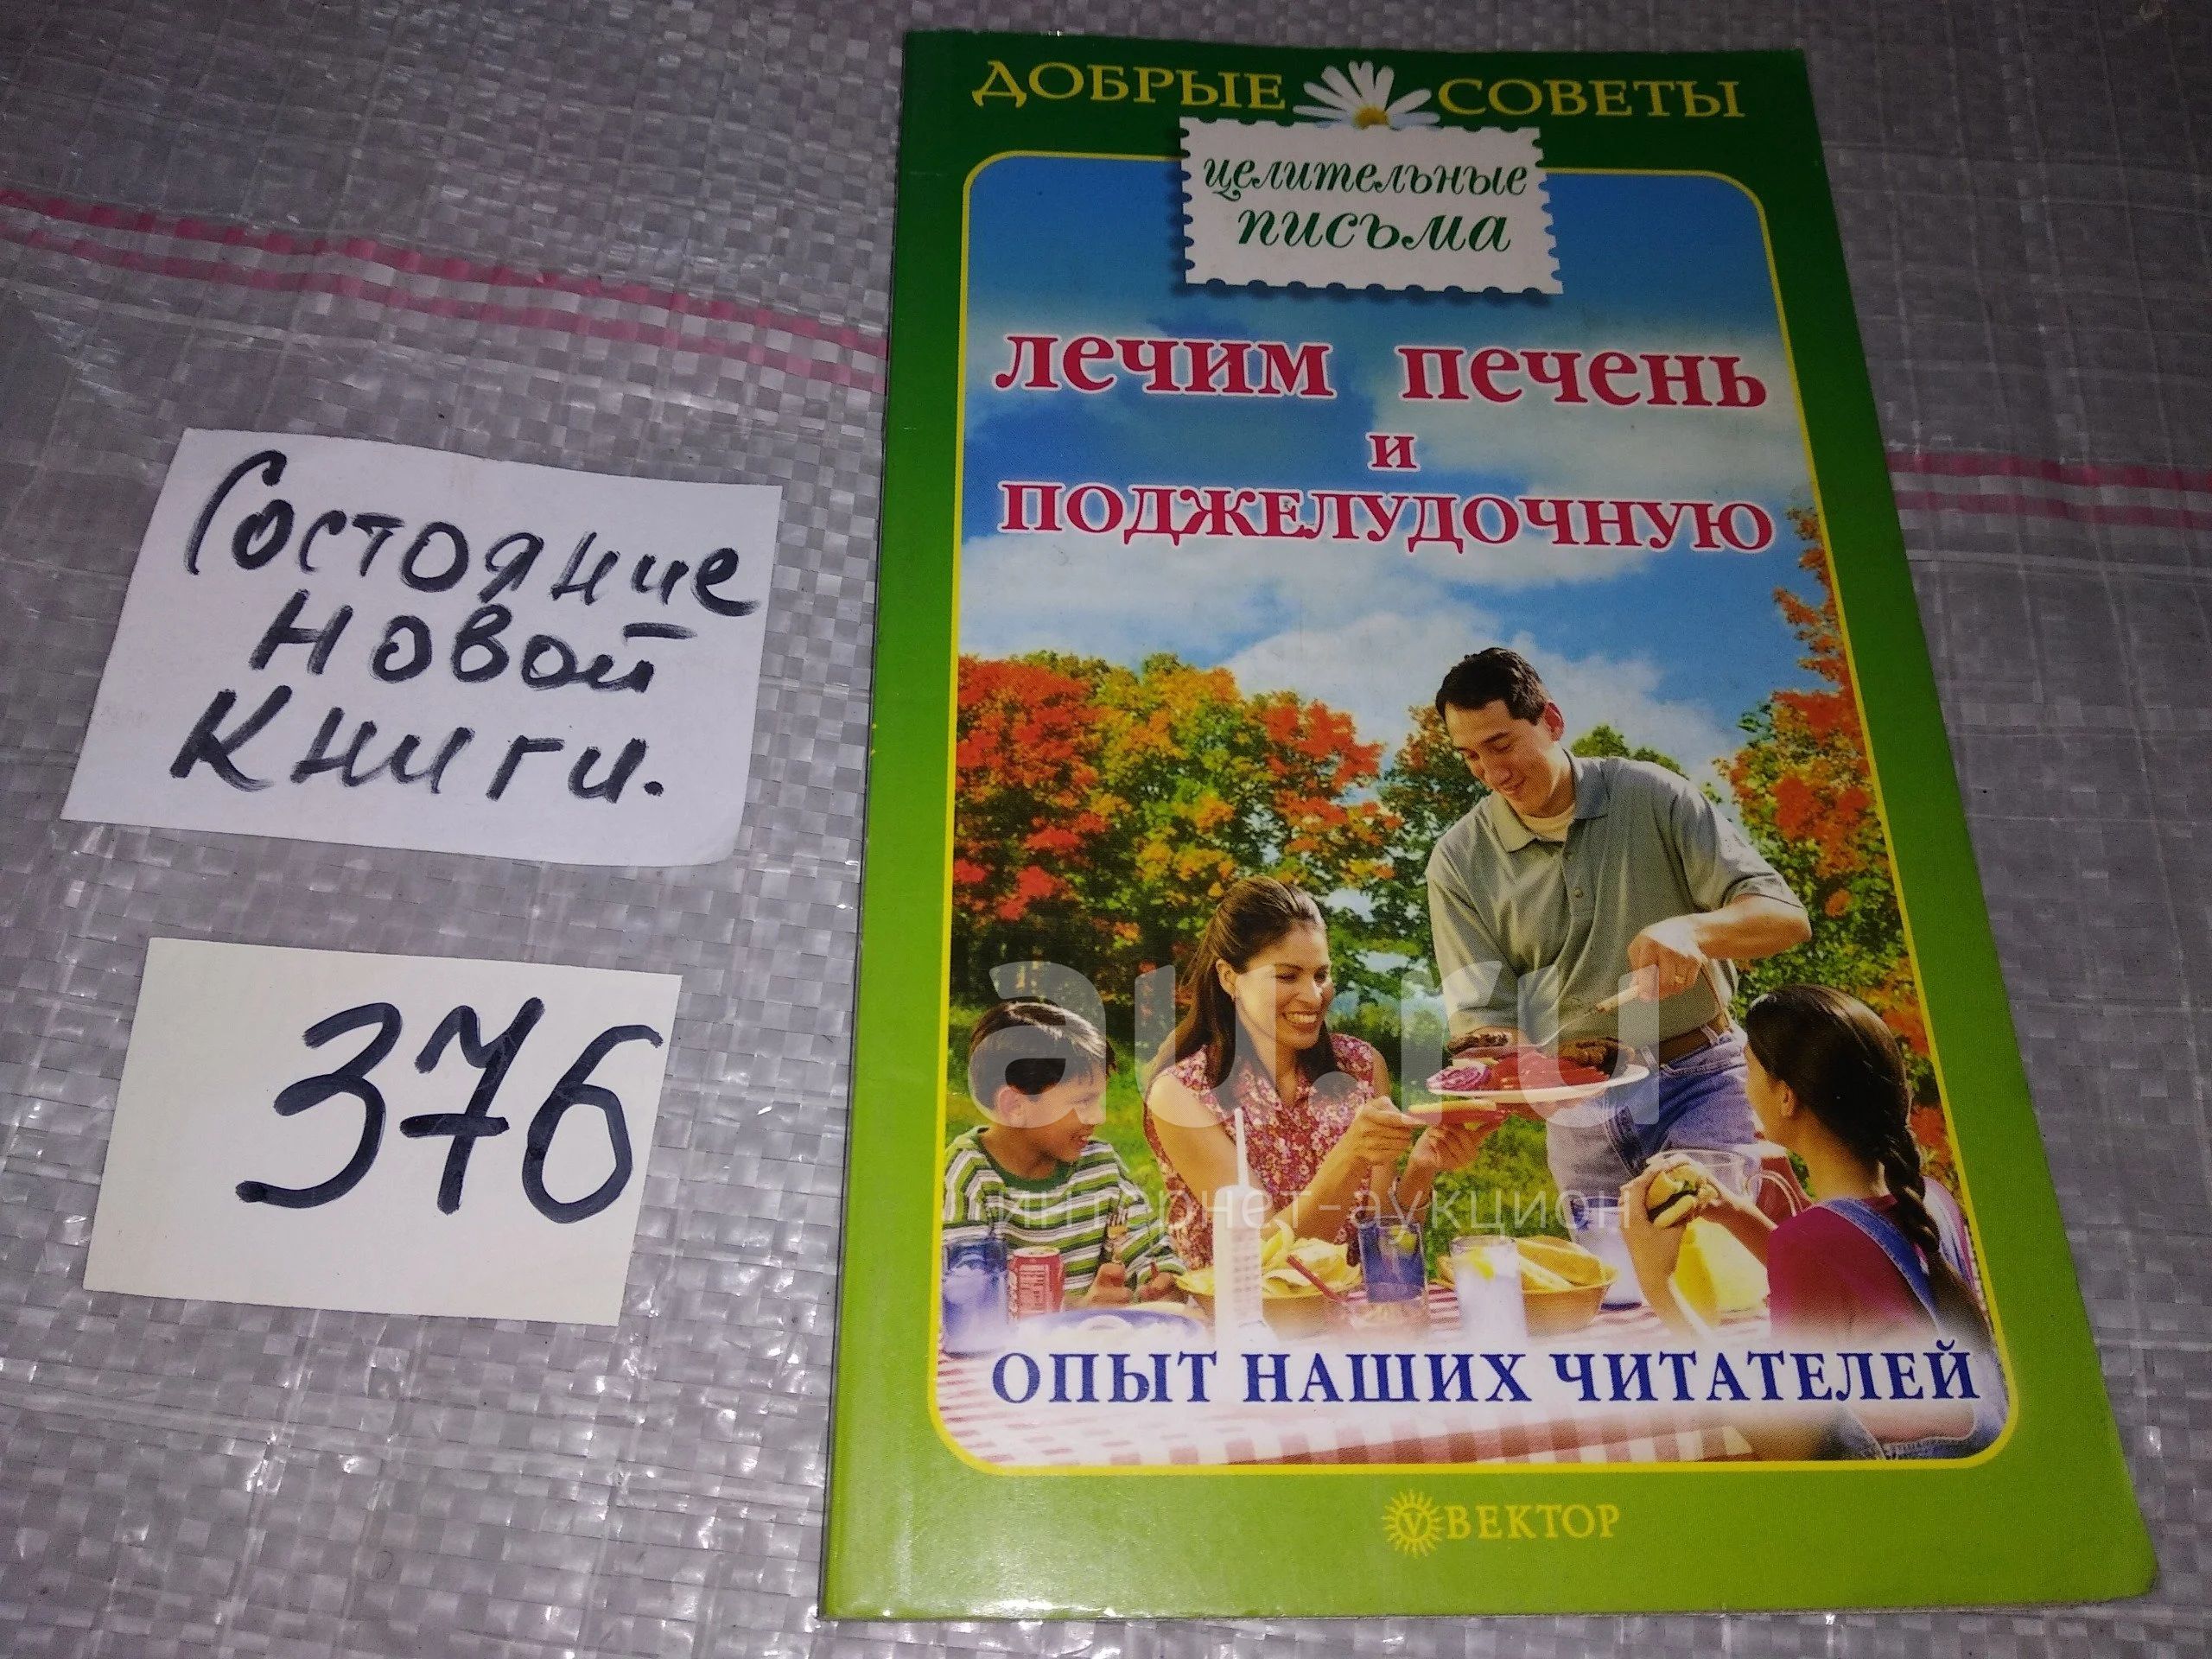 Состояние
новой
книги.
376
ДОБРЫЕ СОВЕТЫ
целительные
письма
лечим печень
и
поджелудочную
au.ru
интернет-аукцион
ОПЫТ НАШИХ ЧИТАТЕЛЕЙ
V ВЕКТОР